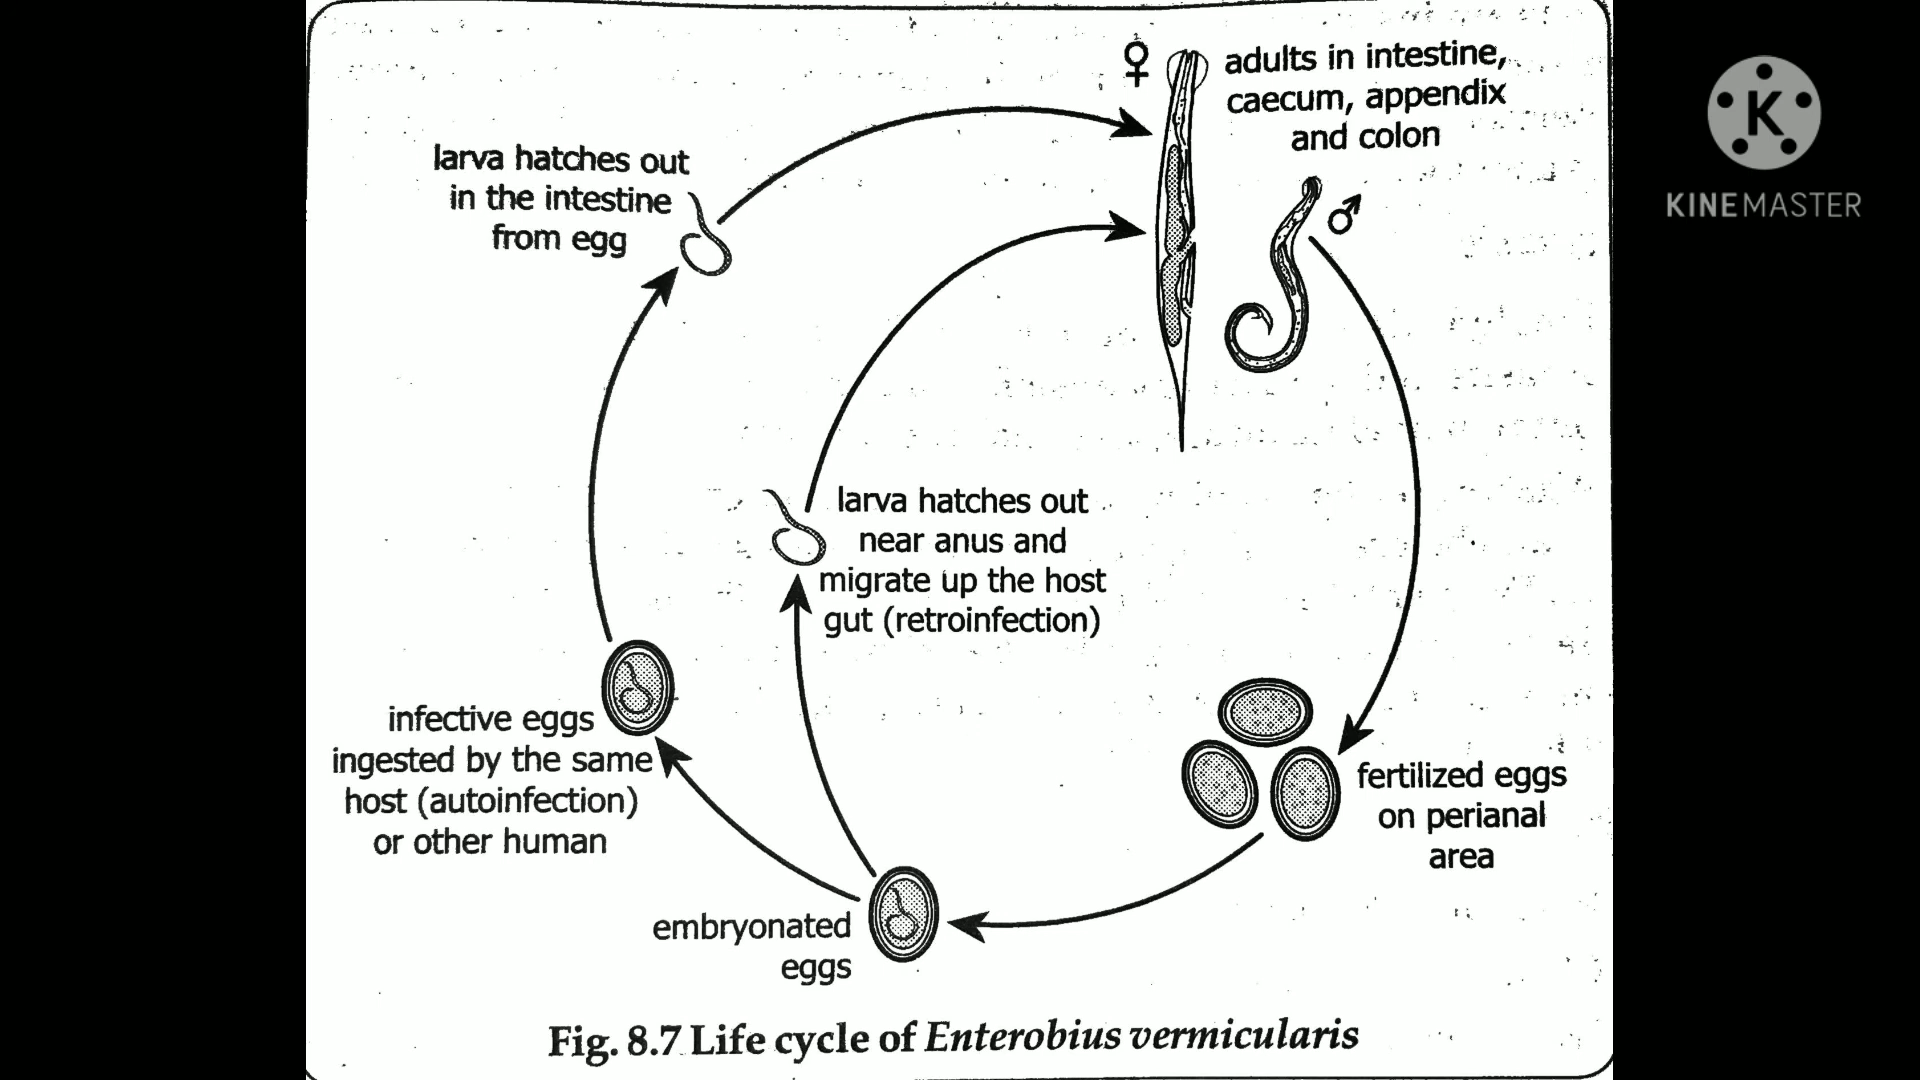 ♀
adults in intestine,
caecum, appendix
and colon
♂
larva hatches out
in the intestine
from egg
larva hatches out
near anus and
migrate up the host
gut (retroinfection)
infective eggs
ingested by the same
host (autoinfection)
or other human
fertilized eggs
on perianal
area
embryonated
eggs
Fig. 8.7 Life cycle of Enterobius vermicularis
K
KINEMASTER